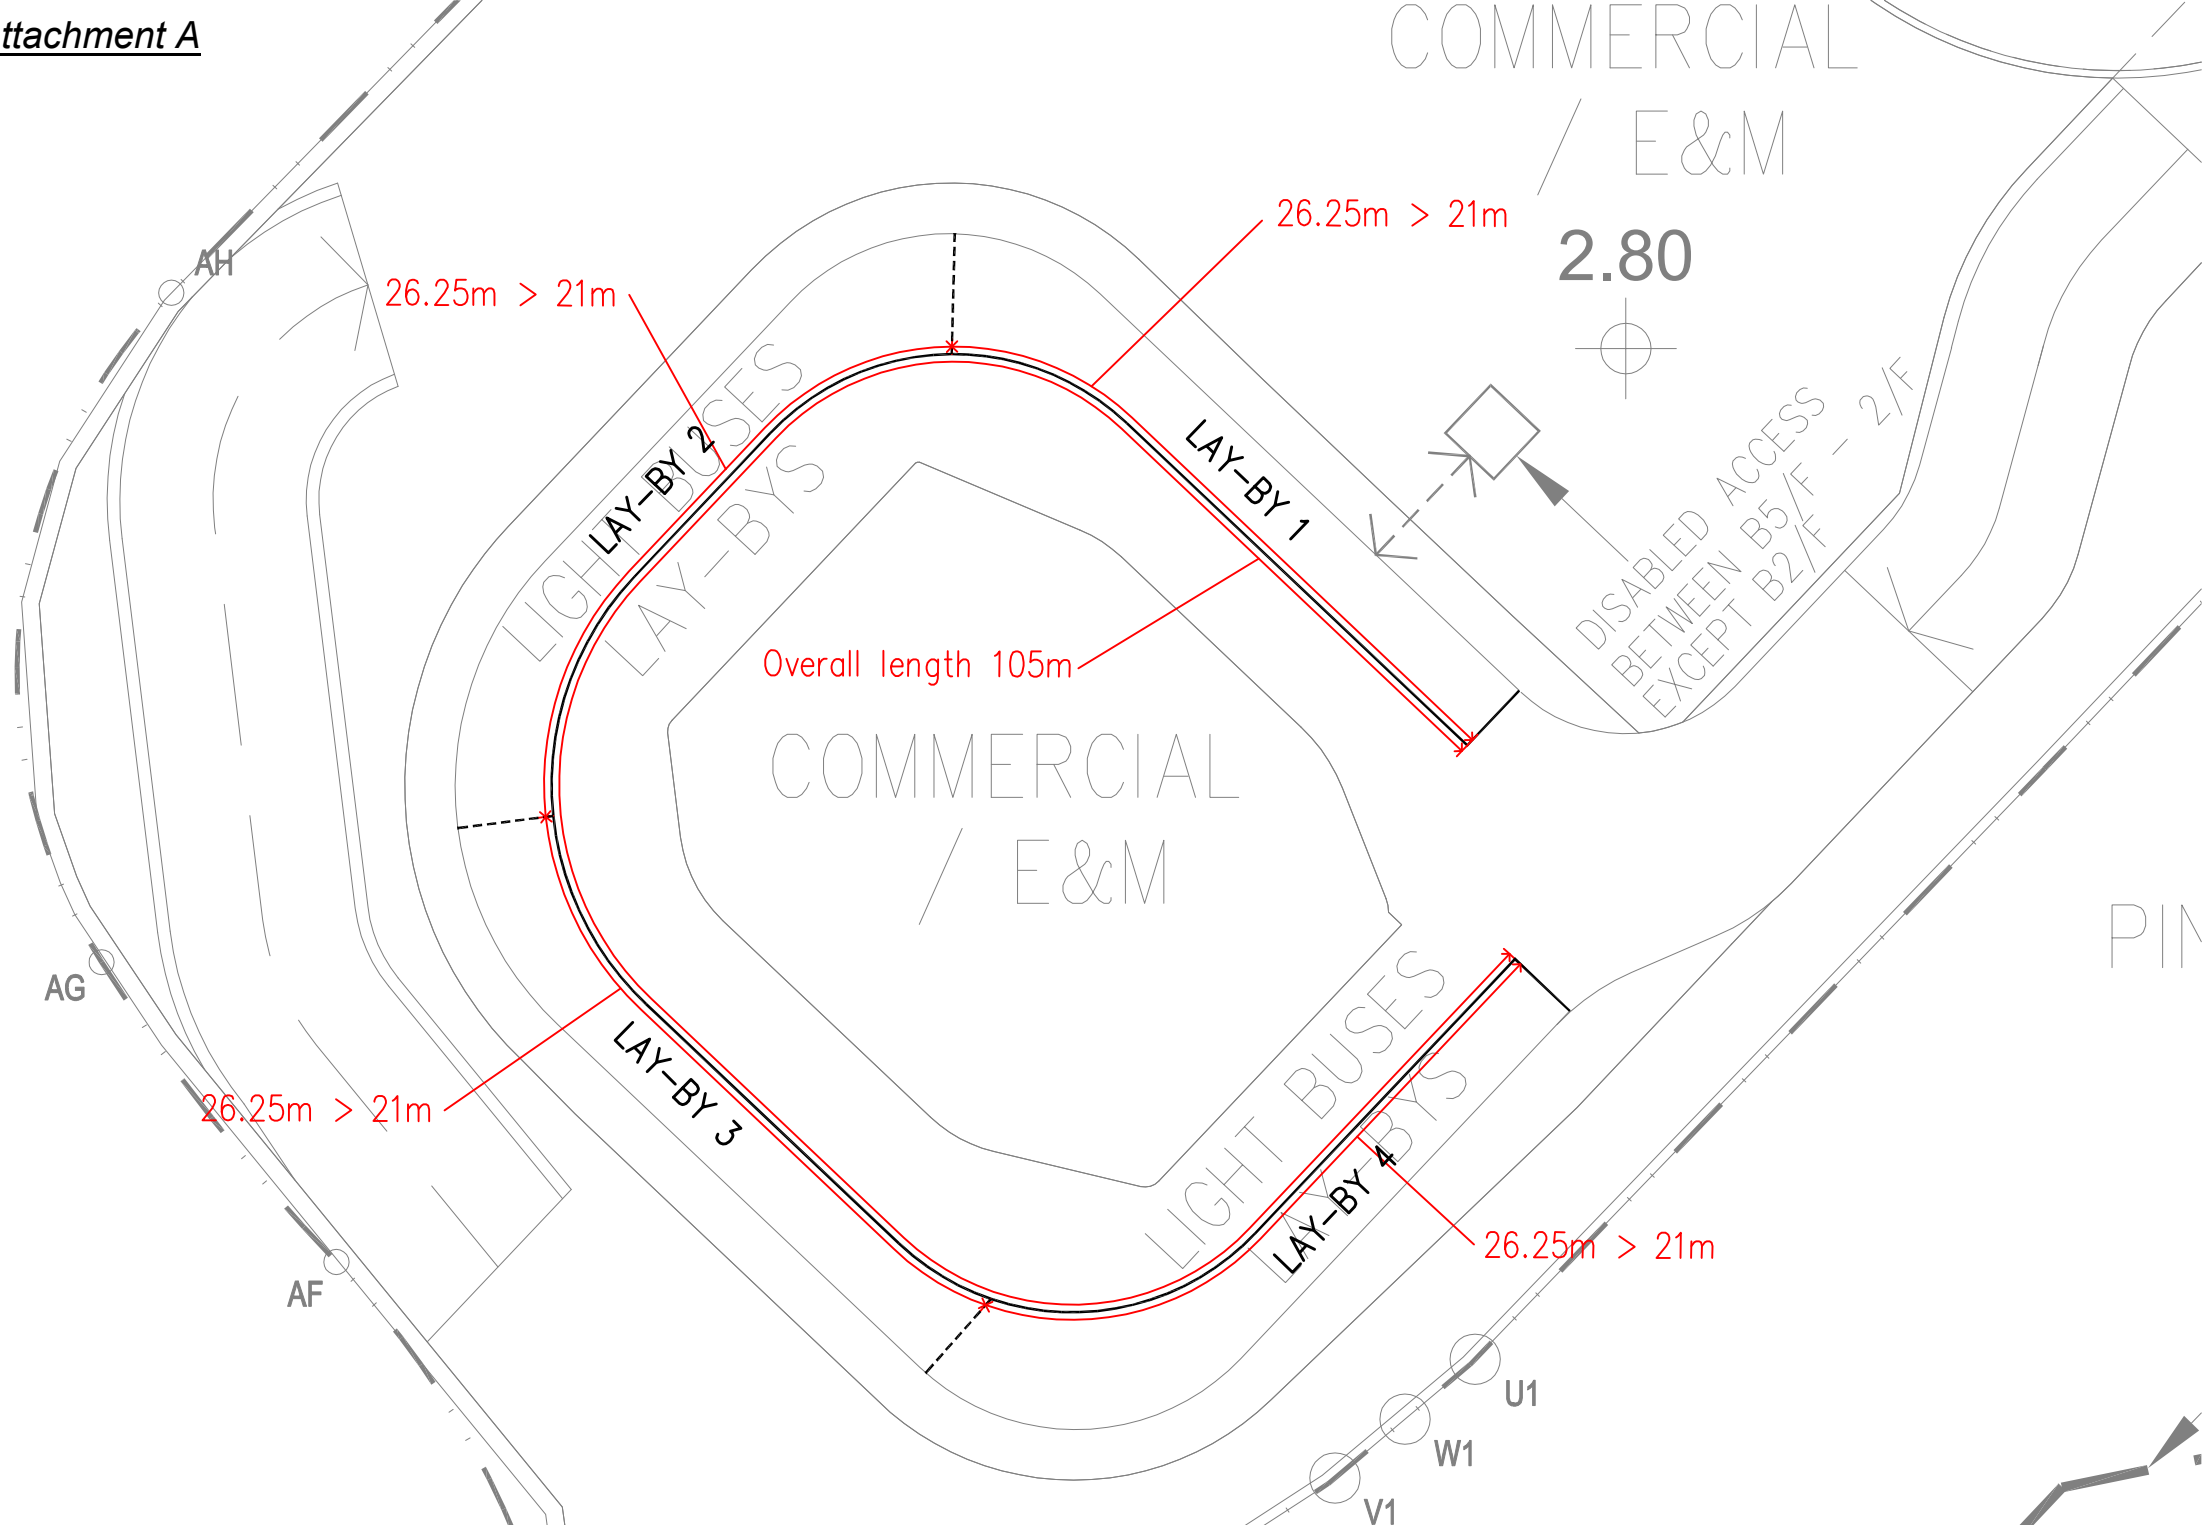 ttachment A
COMMERCIAL
/ E&M
26.25m > 21m
2.80
AH
26.25m > 21m
LIGHT BUSES
LAY-BYS
LAY-BY 2
LAY-BY 1
DISABLED ACCESS
BETWEEN B5/F - 2/F
EXCEPT B2/F
Overall length 105m
COMMERCIAL
/ E&M
PIN
AG
LAY-BY 3
26.25m > 21m
LIGHT BUSES
LAY-BYS
LAY-BY 4
26.25m > 21m
AF
U1
W1
V1